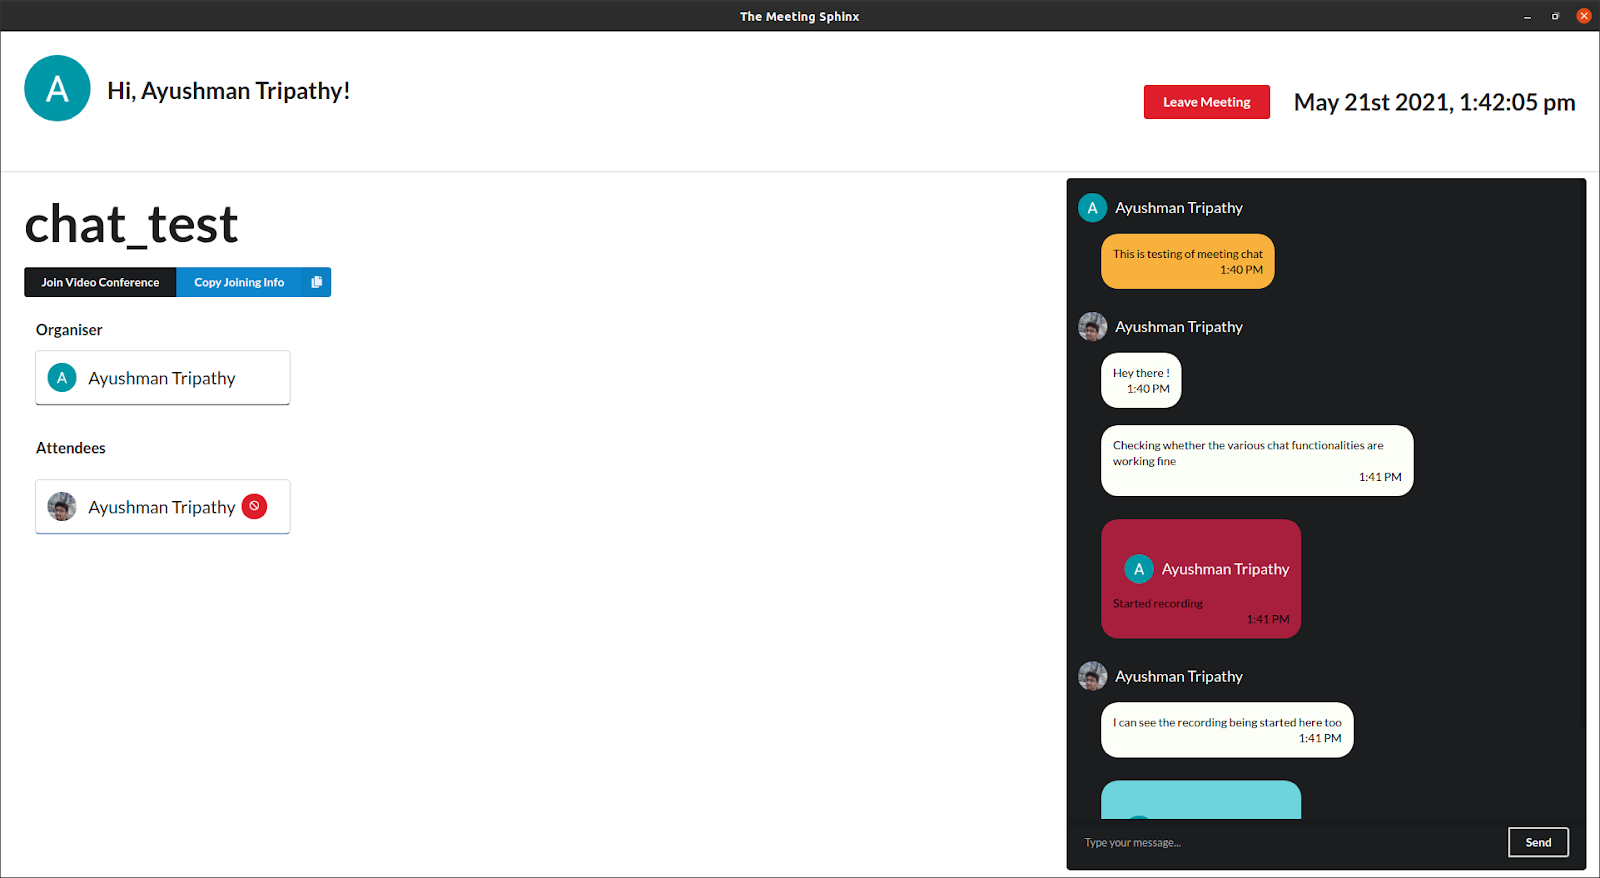 The Meeting Sphinx
A
Hi, Ayushman Tripathy!
Leave Meeting
May 21st 2021, 1:42:05 pm
chat_test
Join Video Conference
Copy Joining Info
Organiser
A Ayushman Tripathy
Attendees
Ayushman Tripathy
A Ayushman Tripathy
This is testing of meeting chat
1:40 PM
Ayushman Tripathy
Hey there !
1:40 PM
Checking whether the various chat functionalities are
working fine
1:41 PM
A Ayushman Tripathy
Started recording
1:41 PM
Ayushman Tripathy
I can see the recording being started here too
1:41 PM
Type your message...
Send